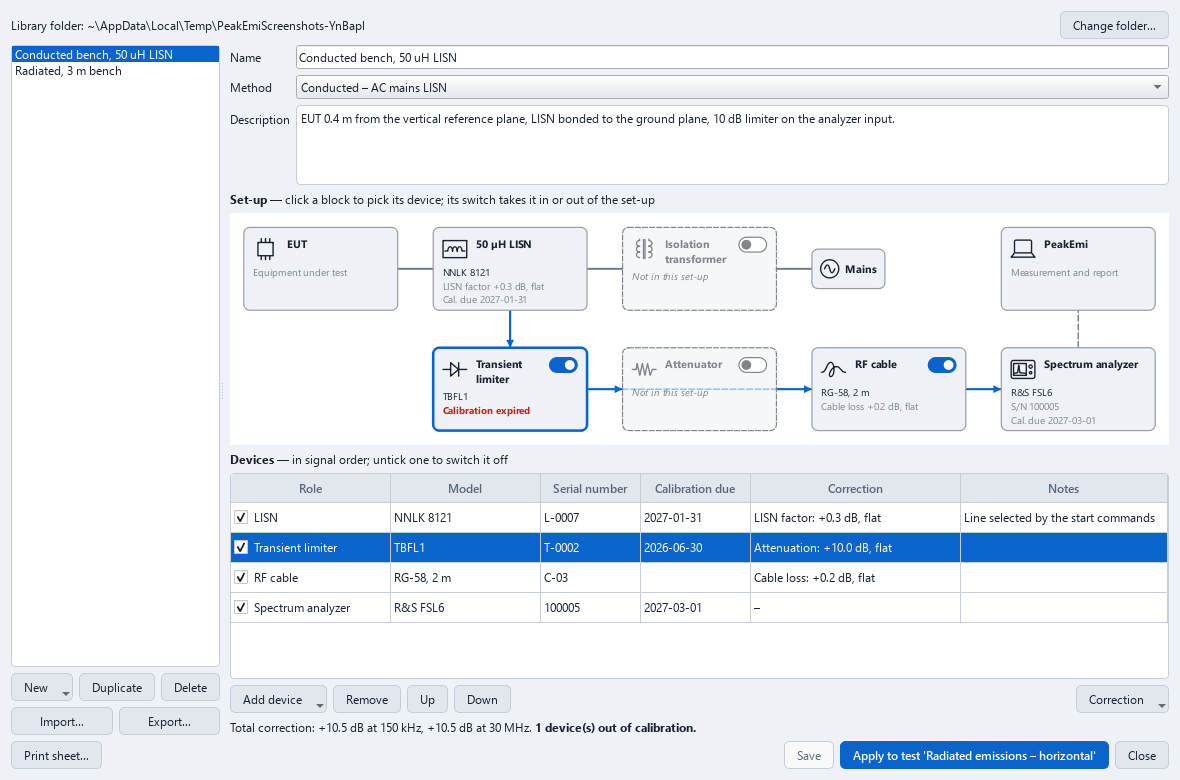 Library folder: ~\AppData\Local\Temp\PeakEmiScreenshots-YnBapl
Change folder...
Conducted bench, 50 uH LISN
Radiated, 3 m bench
Name
Conducted bench, 50 uH LISN
Method
Conducted – AC mains LISN
Description
EUT 0.4 m from the vertical reference plane, LISN bonded to the ground plane, 10 dB limiter on the analyzer input.
Set-up — click a block to pick its device; its switch takes it in or out of the set-up
EUT
Equipment under test
50 µH LISN
NNLK 8121
LISN factor +0.3 dB, flat
Cal. due 2027-01-31
Isolation
transformer
Not in this set-up
Mains
PeakEmi
Measurement and report
Transient
limiter
TBFL1
Calibration expired
Attenuator
Not in this set-up
RF cable
RG-58, 2 m
Cable loss +0.2 dB, flat
Spectrum analyzer
R&S FSL6
S/N 100005
Cal. due 2027-03-01
Devices — in signal order; untick one to switch it off
Role Model Serial number Calibration due Correction Notes
LISN NNLK 8121 L-0007 2027-01-31 LISN factor: +0.3 dB, flat Line selected by the start commands
Transient limiter TBFL1 T-0002 2026-06-30 Attenuation: +10.0 dB, flat
RF cable RG-58, 2 m C-03 Cable loss: +0.2 dB, flat
Spectrum analyzer R&S FSL6 100005 2027-03-01 –
New Duplicate Delete
Import... Export...
Print sheet...
Add device Remove Up Down Correction
Total correction: +10.5 dB at 150 kHz, +10.5 dB at 30 MHz. 1 device(s) out of calibration.
Save Apply to test 'Radiated emissions – horizontal' Close